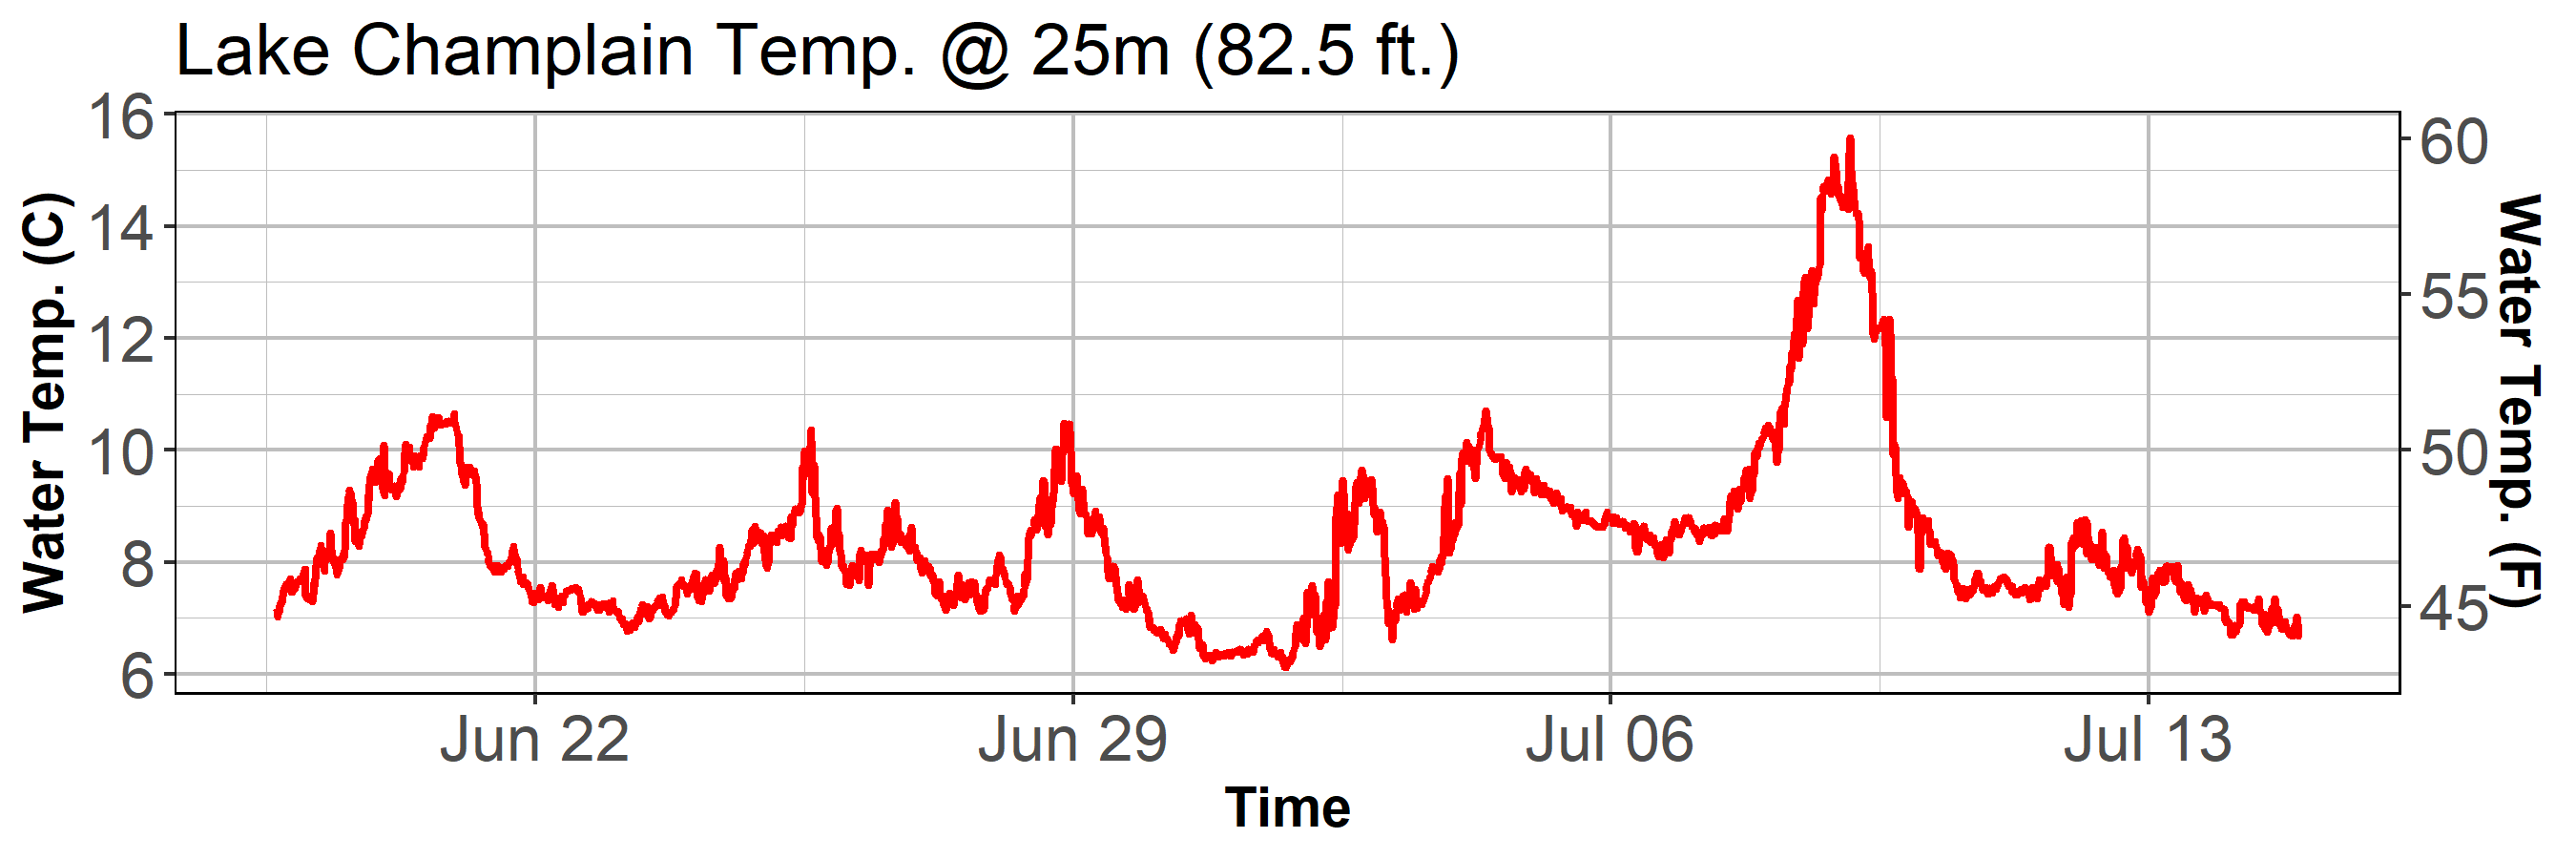 Lake Champlain Temp. @ 25m (82.5 ft.)
Water Temp. (C)
16
14
12
10
8
6
60
55
50
45
Water Temp. (F)
Jun 22
Jun 29
Jul 06
Jul 13
Time